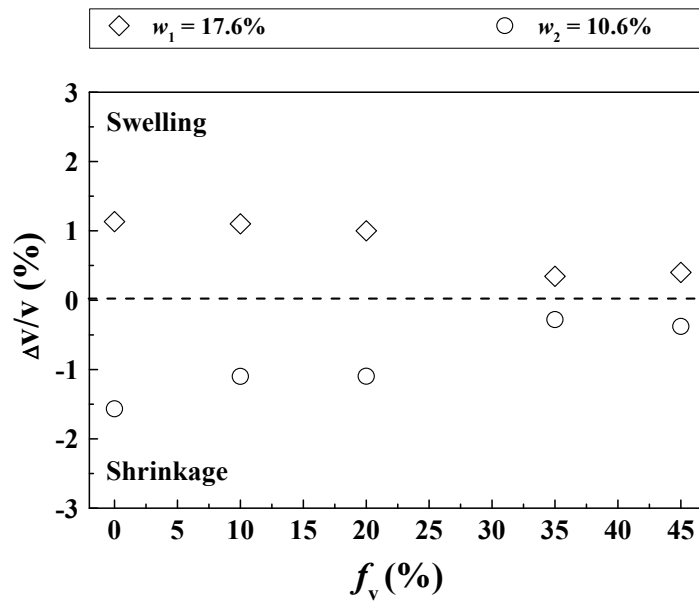 w1 = 17.6% w2 = 10.6%
3
Swelling
2
1
0
-1
-2
Shrinkage
-3
Δv/v (%)
0 5 10 15 20 25 30 35 40 45
fv (%)